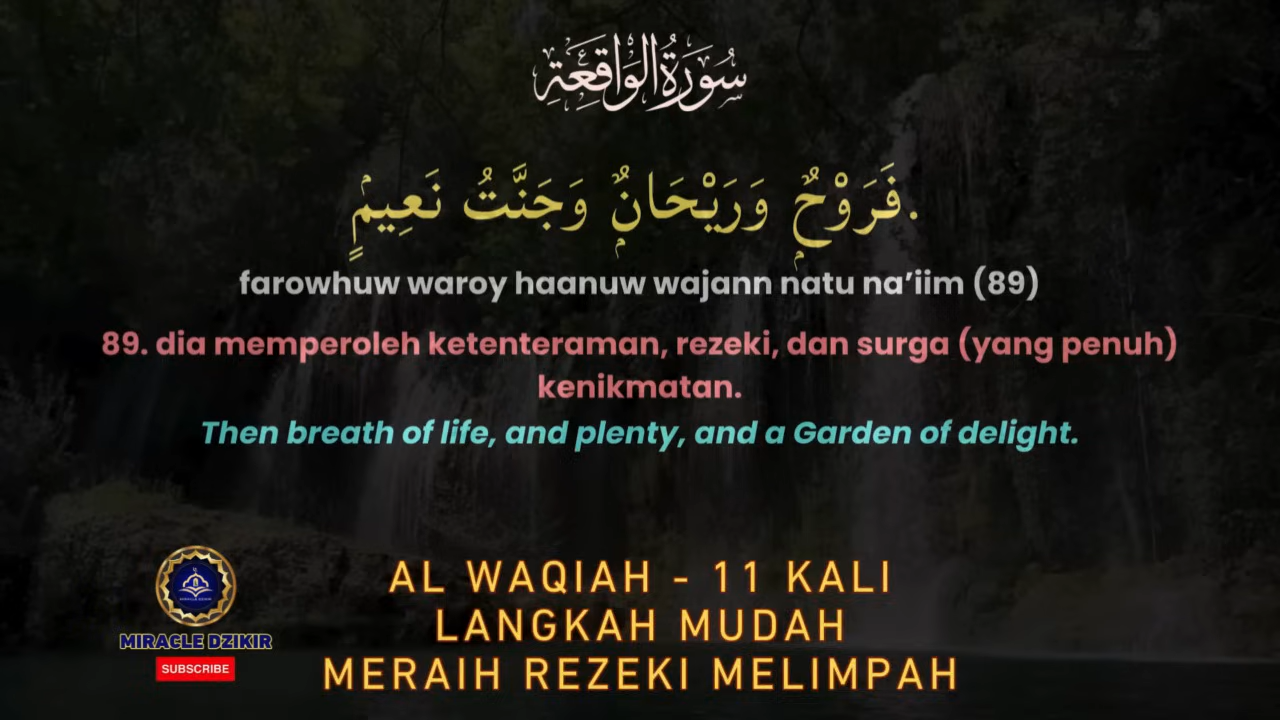 سُورَةُ الْوَاقِعَةِ
فَرَوْحٌۭ وَرَيْحَانٌۭ وَجَنَّتُ نَعِيمٍۢ.
farowhuw waroy haanuw wajann natu na’iim (89)
89. dia memperoleh ketenteraman, rezeki, dan surga (yang penuh)
kenikmatan.
Then breath of life, and plenty, and a Garden of delight.
AL WAQIAH - 11 KALI
LANGKAH MUDAH
MERAIH REZEKI MELIMPAH
MIRACLE DZIKIR
SUBSCRIBE